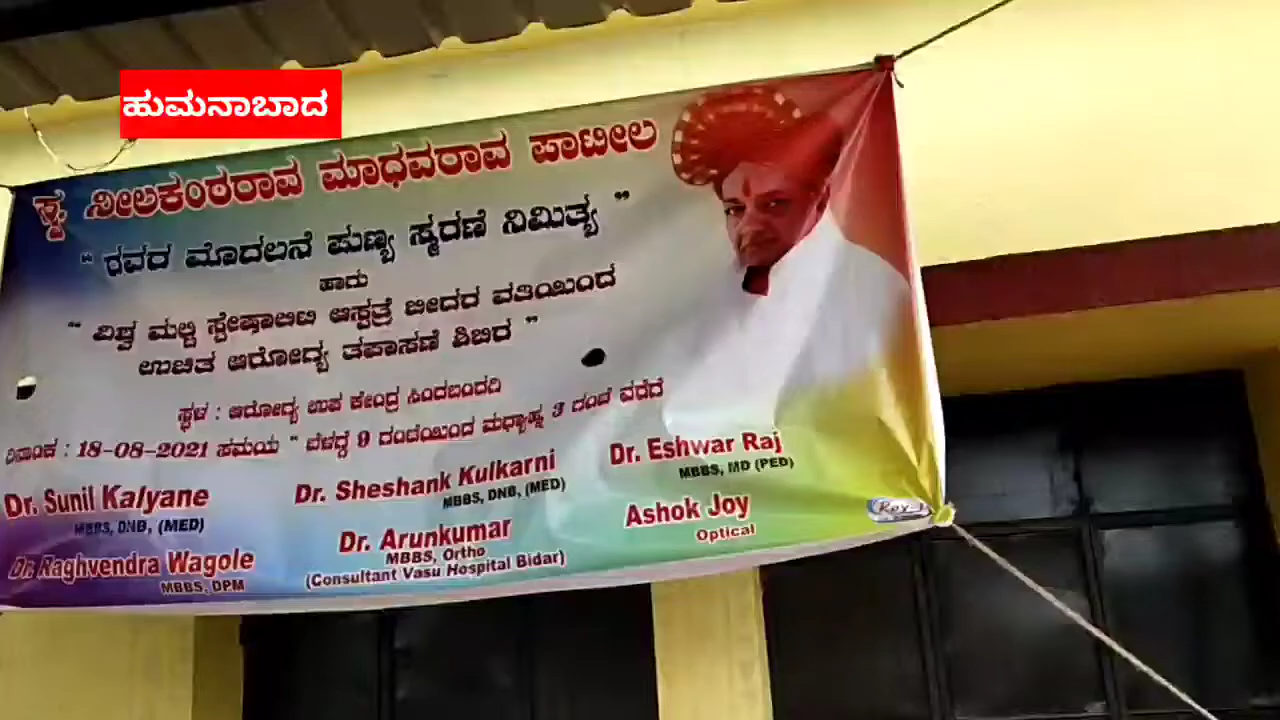 ಹುಮನಾಬಾದ
ಸ್ವ ನೀಲಕಂಠರಾವ ಮಾಧವರಾವ ಪಾಟೀಲ
“ ರವರ ಮೊದಲನೆ ಪುಣ್ಯ ಸ್ಮರಣೆ ನಿಮಿತ್ಯ ”
ಹಾಗು
“ ವಿಶ್ವ ಮಲ್ಟಿ ಸ್ಪೇಷಾಲಿಟಿ ಆಸ್ಪತ್ರೆ ಬೀದರ ವತಿಯಿಂದ
ಉಚಿತ ಆರೋಗ್ಯ ತಪಾಸಣೆ ಶಿಬಿರ ”
ಸ್ಥಳ : ಆರೋಗ್ಯ ಉಪ ಕೇಂದ್ರ ಸಿಂದಬಂದಗಿ
ದಿನಾಂಕ : 18-08-2021 ಸಮಯ “ ಬೆಳಗ್ಗೆ 9 ಗಂಟೆಯಿಂದ ಮಧ್ಯಾಹ್ನ 3 ಗಂಟೆ ವರೆಗೆ
Dr. Sunil Kalyane
MBBS, DNB, (MED)
Dr. Sheshank Kulkarni
MBBS, DNB, (MED)
Dr. Eshwar Raj
MBBS, MD (PED)
Dr. Raghvendra Wagole
MBBS, DPM
Dr. Arunkumar
MBBS, Ortho
(Consultant Vasu Hospital Bidar)
Ashok Joy
Optical